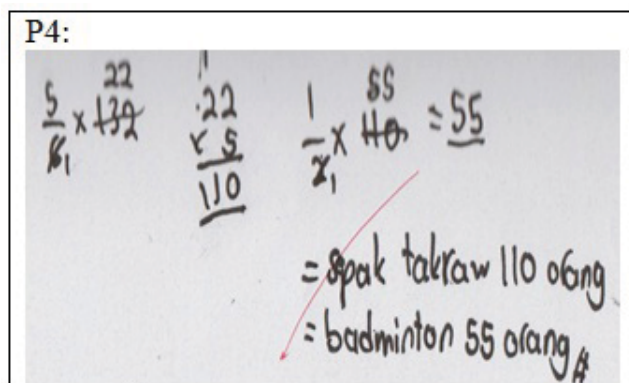 P4:
5/6 1 x 132 22
22
x 5
110
1/2 1 x 110 55 = 55
= spak takraw 110 orang
= badminton 55 orang //